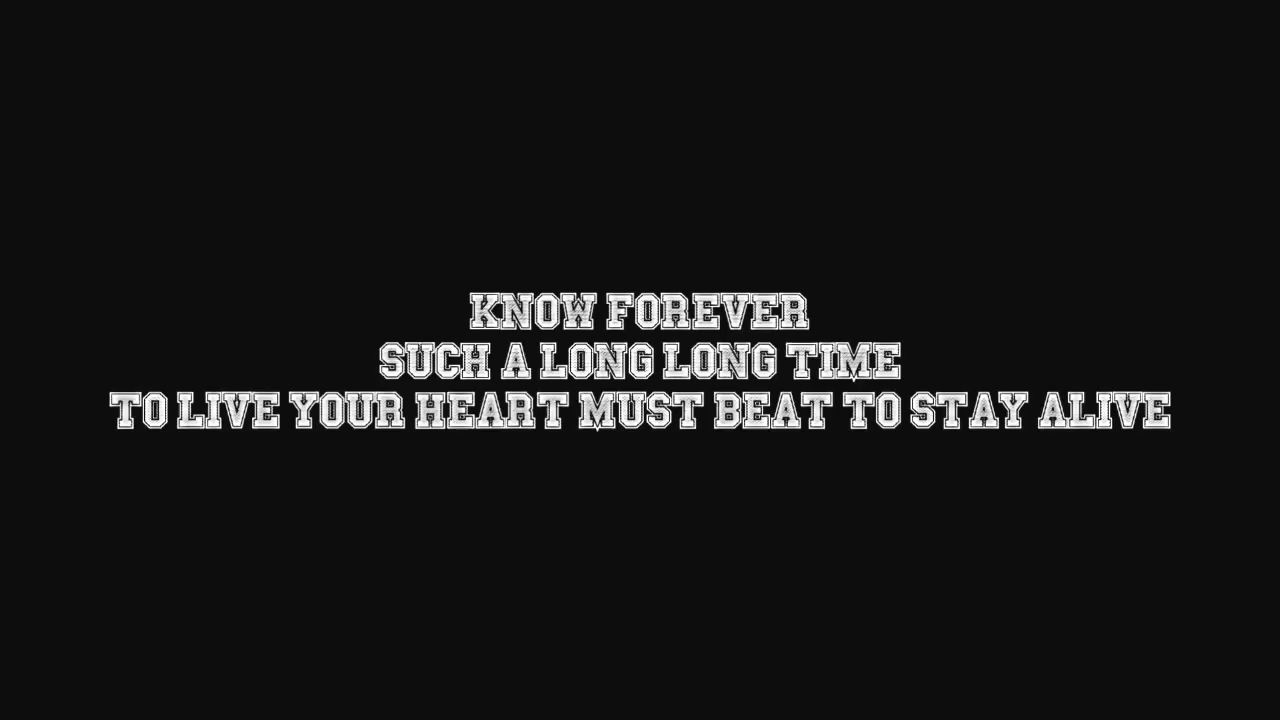 KNOW FOREVER
SUCH A LONG LONG TIME
TO LIVE YOUR HEART MUST BEAT TO STAY ALIVE